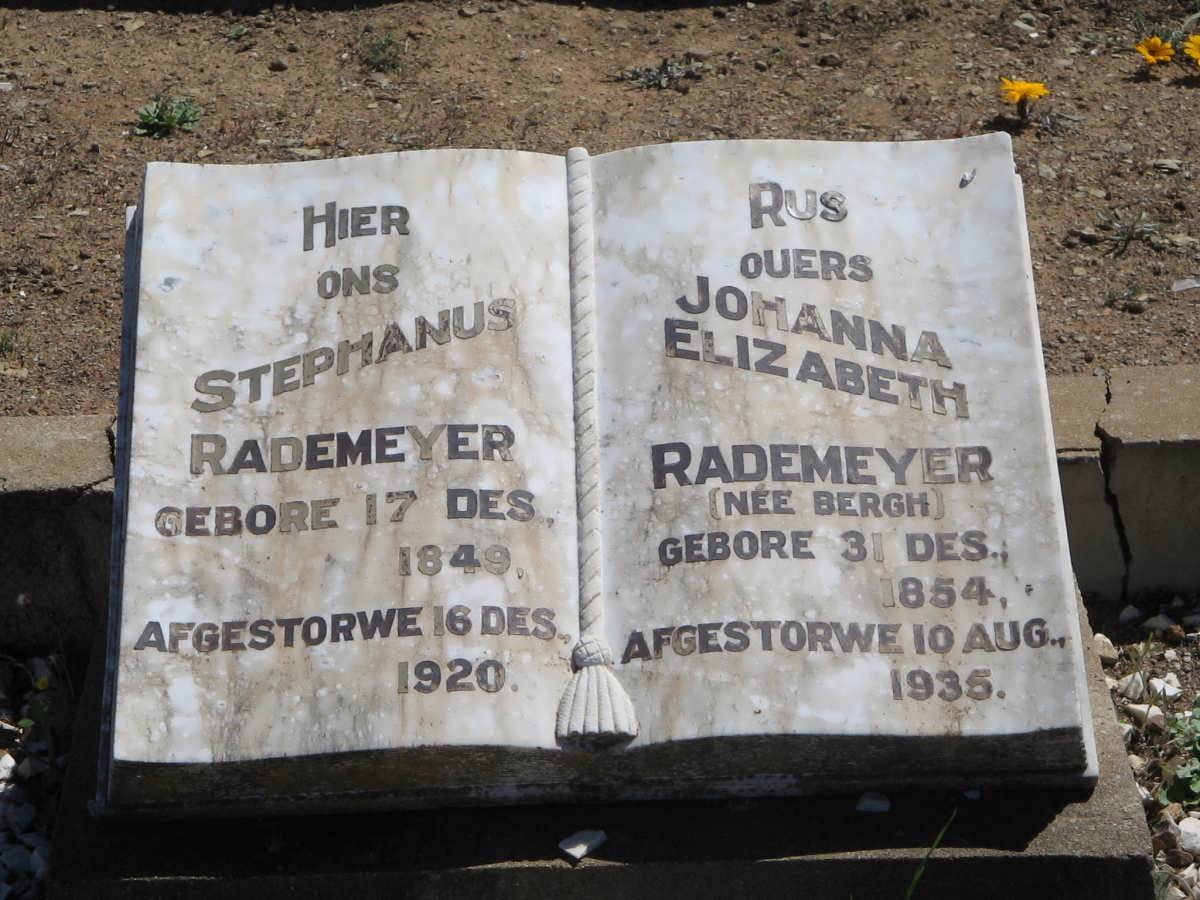 HIER
ONS
STEPHANUS
RADEMEYER
GEBORE 17 DES.,
1849,
AFGESTORWE 16 DES.,
1920.
RUS
OUERS
JOHANNA
ELIZABETH
RADEMEYER
(NÉE BERGH)
GEBORE 31 DES.,
1854,
AFGESTORWE 10 AUG.,
1935.